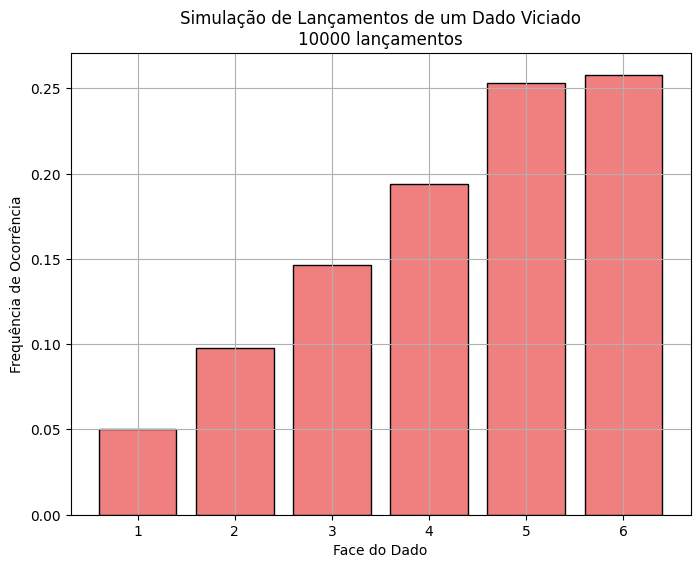 Simulação de Lançamentos de um Dado Viciado
10000 lançamentos
Frequência de Ocorrência
0.25
0.20
0.15
0.10
0.05
0.00
1 2 3 4 5 6
Face do Dado